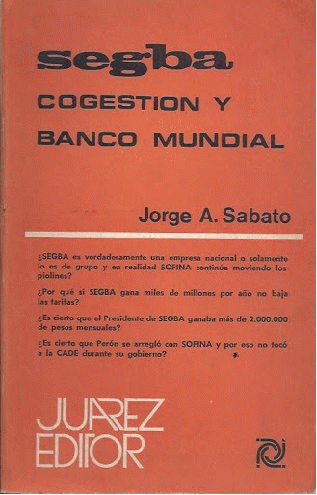 segba
COGESTION Y
BANCO MUNDIAL
Jorge A. Sabato
¿SEGBA es verdaderamente una empresa nacional o solamente
lo es de grupo y en realidad SOFINA continúa moviendo los
piolines?
¿Por qué si SEGBA gana miles de millones por año no baja
las tarifas?
¿Es cierto que el Presidente de SEGBA ganaba más de 2.000.000
de pesos mensuales?
¿Es cierto que Perón se arregló con SOFINA y por eso no tocó
a la CADE durante su gobierno?
JUAREZ
EDITOR